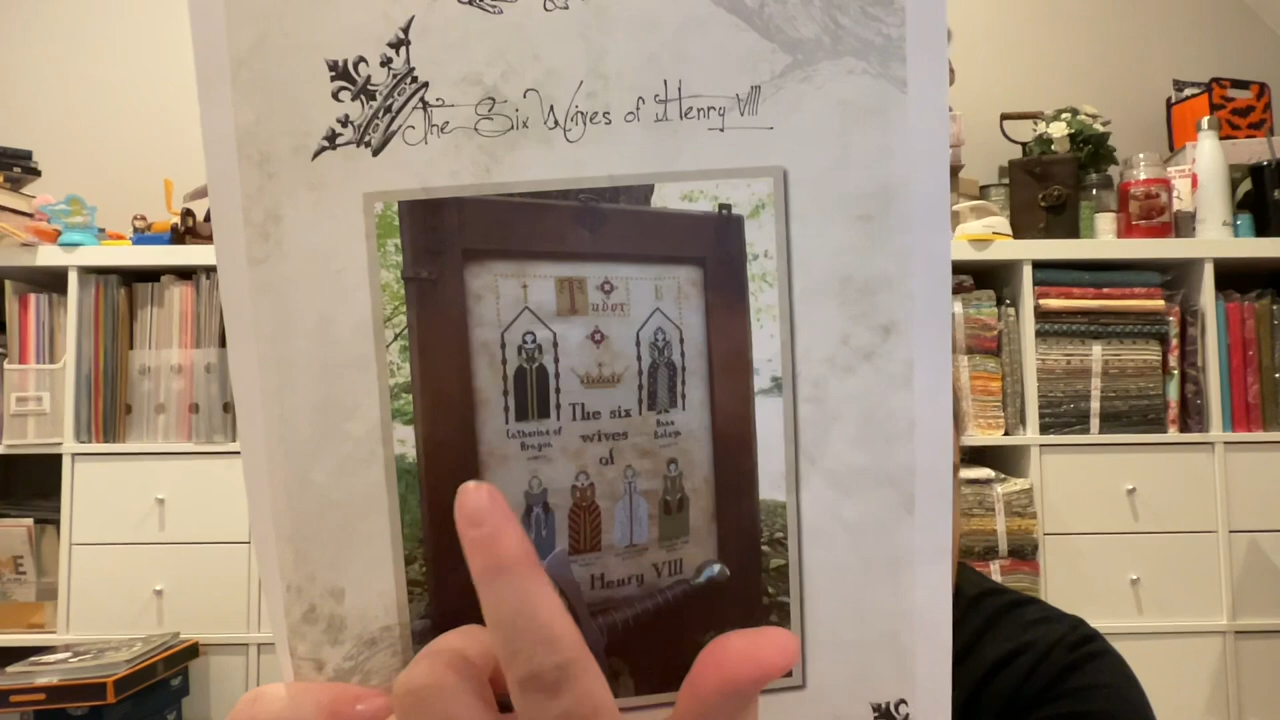 The Six Wives of Henry VIII
Tudor
B
Catherine of
Aragon
Anne
Boleyn
The six
wives
of
Henry VIII